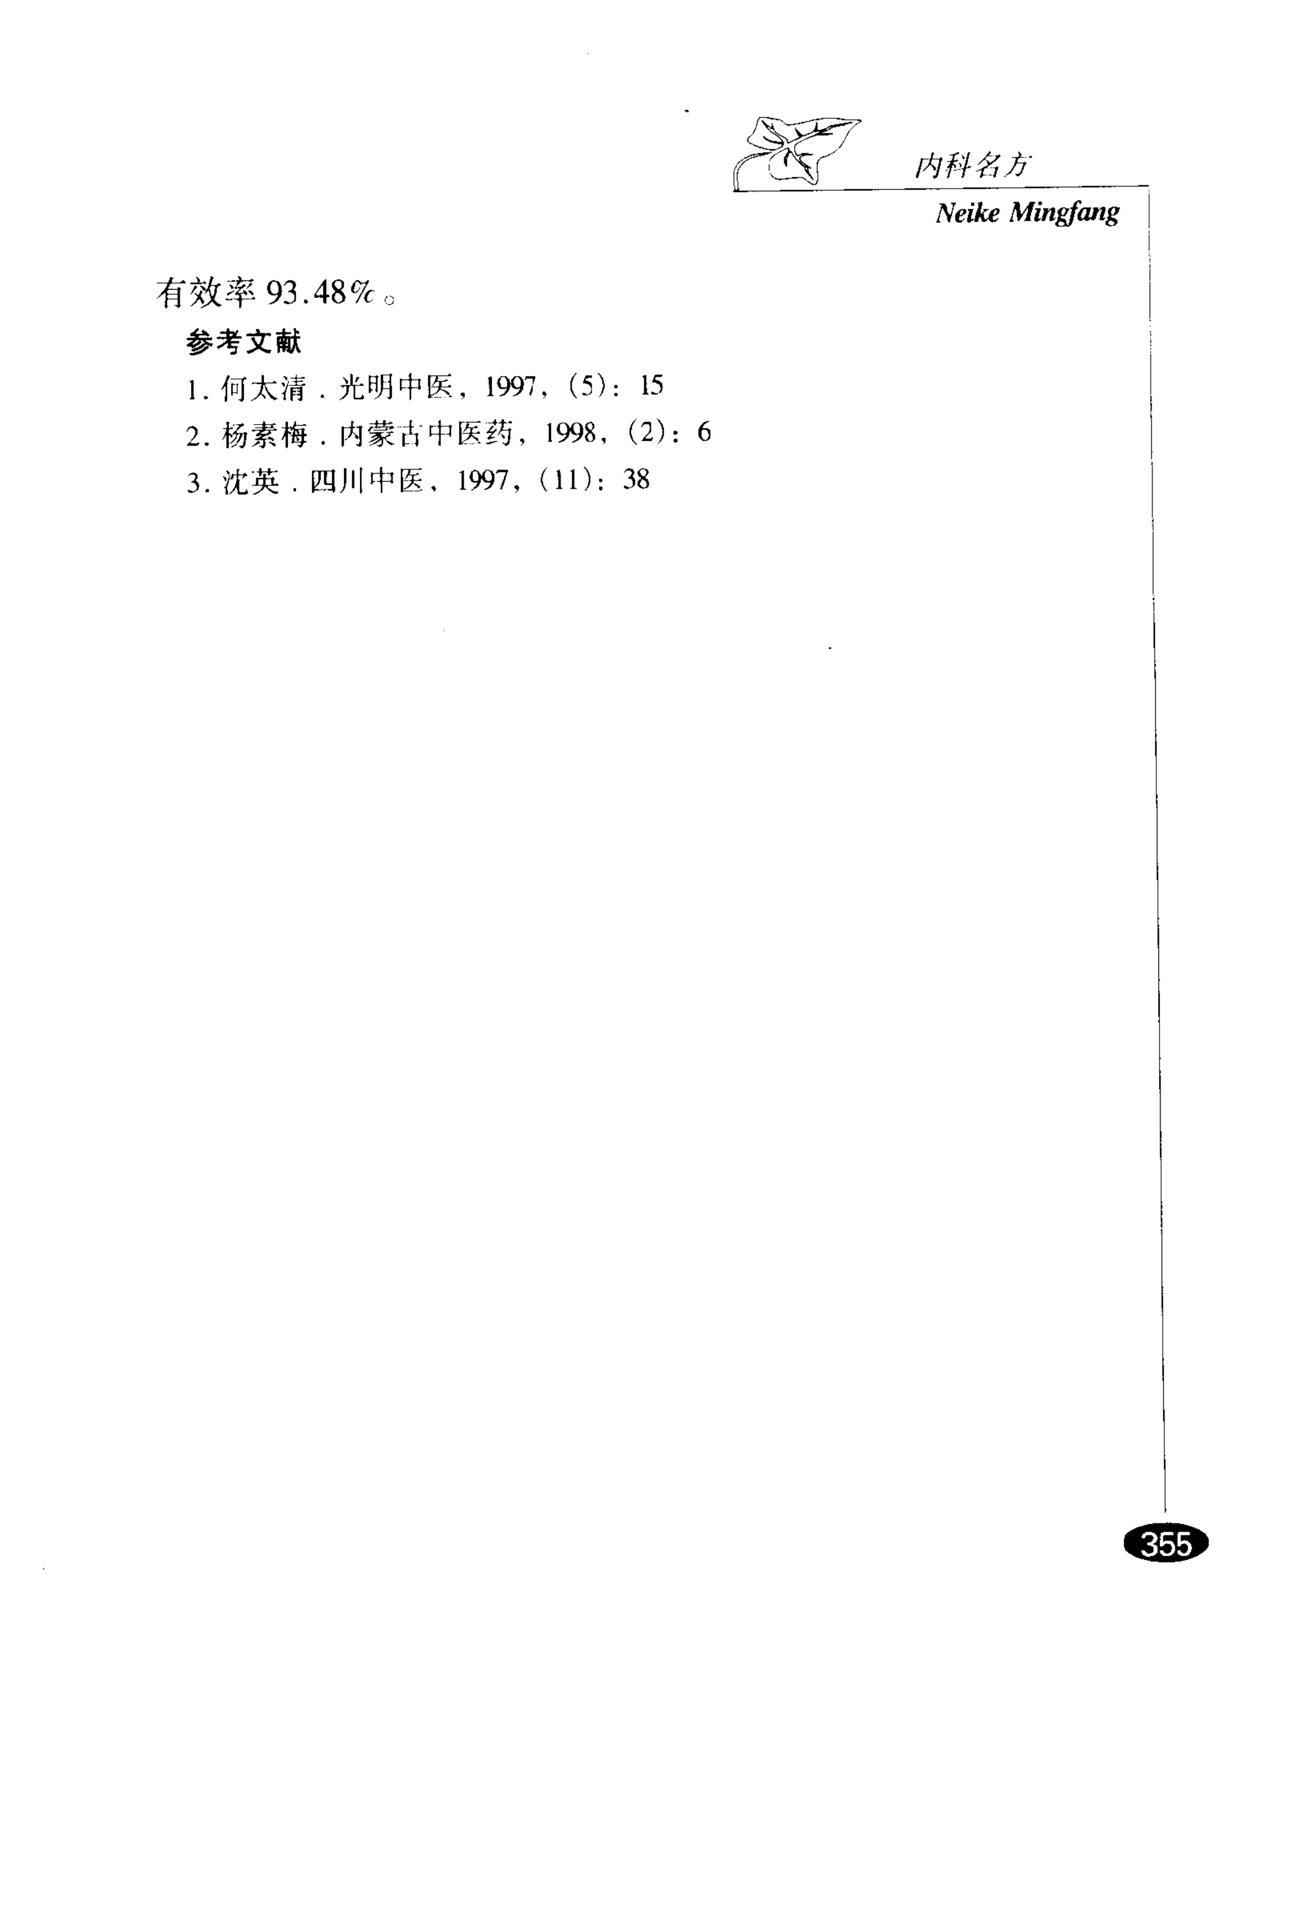 内科名方
Neike Mingfang
有效率 93.48%。
参考文献
1. 何太清．光明中医，1997，(5)：15
2. 杨素梅．内蒙古中医药，1998，(2)：6
3. 沈英．四川中医，1997，(11)：38
355